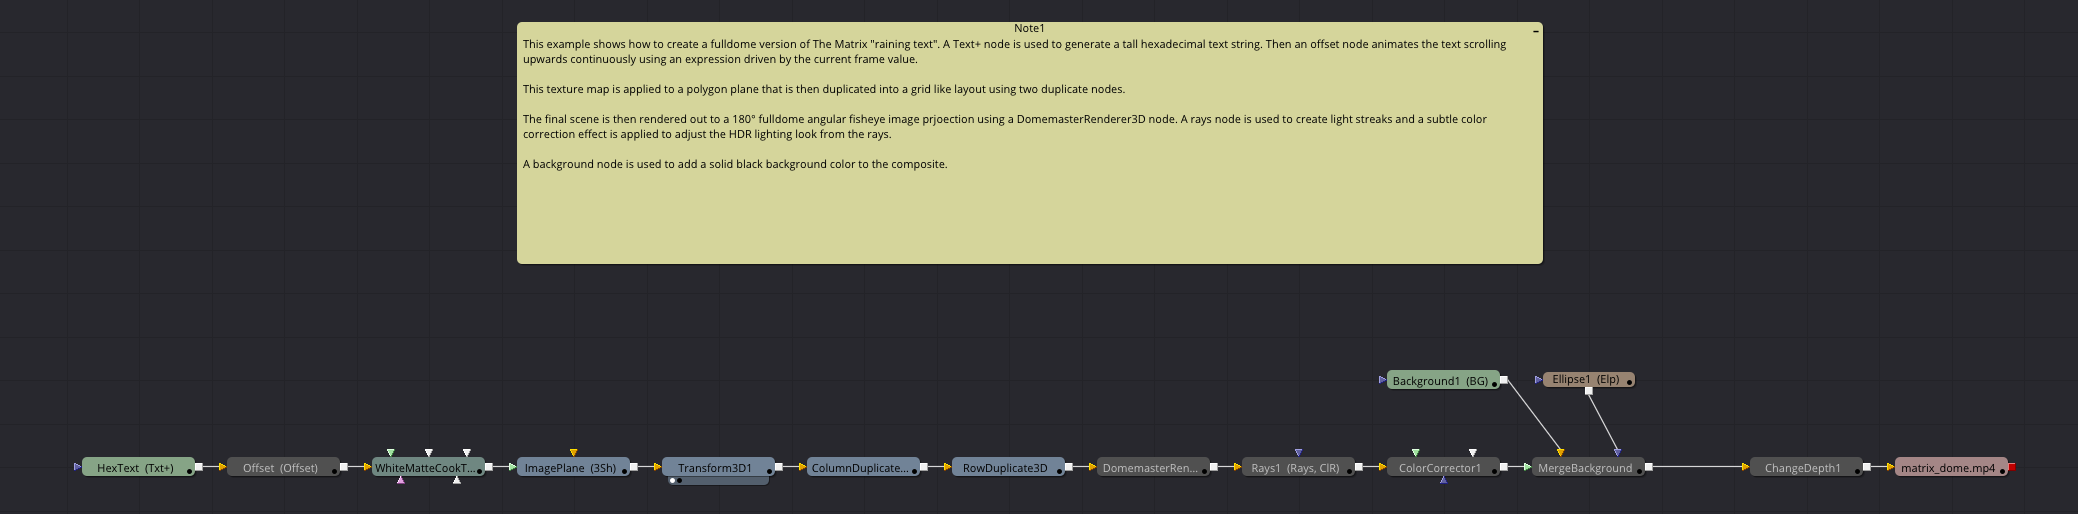 Note1
This example shows how to create a fulldome version of The Matrix "raining text". A Text+ node is used to generate a tall hexadecimal text string. Then an offset node animates the text scrolling
upwards continuously using an expression driven by the current frame value.
This texture map is applied to a polygon plane that is then duplicated into a grid like layout using two duplicate nodes.
The final scene is then rendered out to a 180° fulldome angular fisheye image prjoection using a DomemasterRenderer3D node. A rays node is used to create light streaks and a subtle color
correction effect is applied to adjust the HDR lighting look from the rays.
A background node is used to add a solid black background color to the composite.
Background1 (BG)
Ellipse1 (Elp)
HexText (Txt+)
Offset (Offset)
WhiteMatteCookT...
ImagePlane (3Sh)
Transform3D1
ColumnDuplicate...
RowDuplicate3D
DomemasterRen...
Rays1 (Rays, ClR)
ColorCorrector1
MergeBackground
ChangeDepth1
matrix_dome.mp4